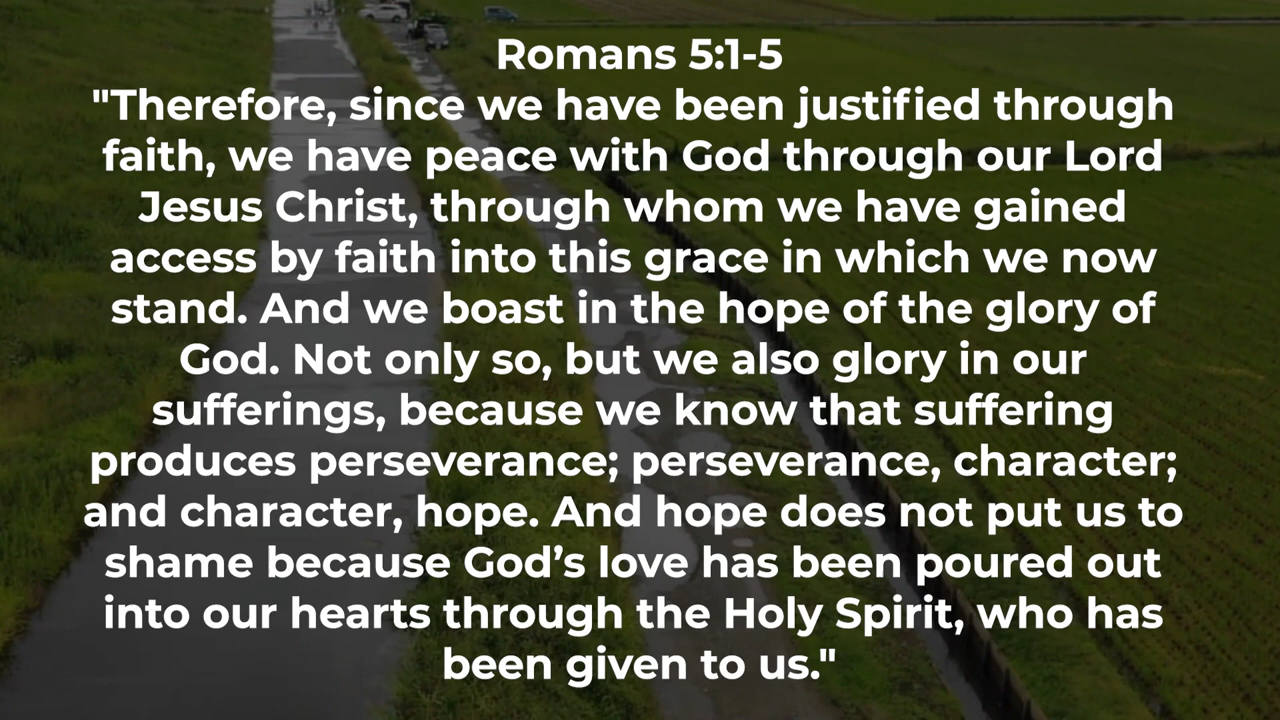 Romans 5:1-5
"Therefore, since we have been justified through
faith, we have peace with God through our Lord
Jesus Christ, through whom we have gained
access by faith into this grace in which we now
stand. And we boast in the hope of the glory of
God. Not only so, but we also glory in our
sufferings, because we know that suffering
produces perseverance; perseverance, character;
and character, hope. And hope does not put us to
shame because God’s love has been poured out
into our hearts through the Holy Spirit, who has
been given to us."